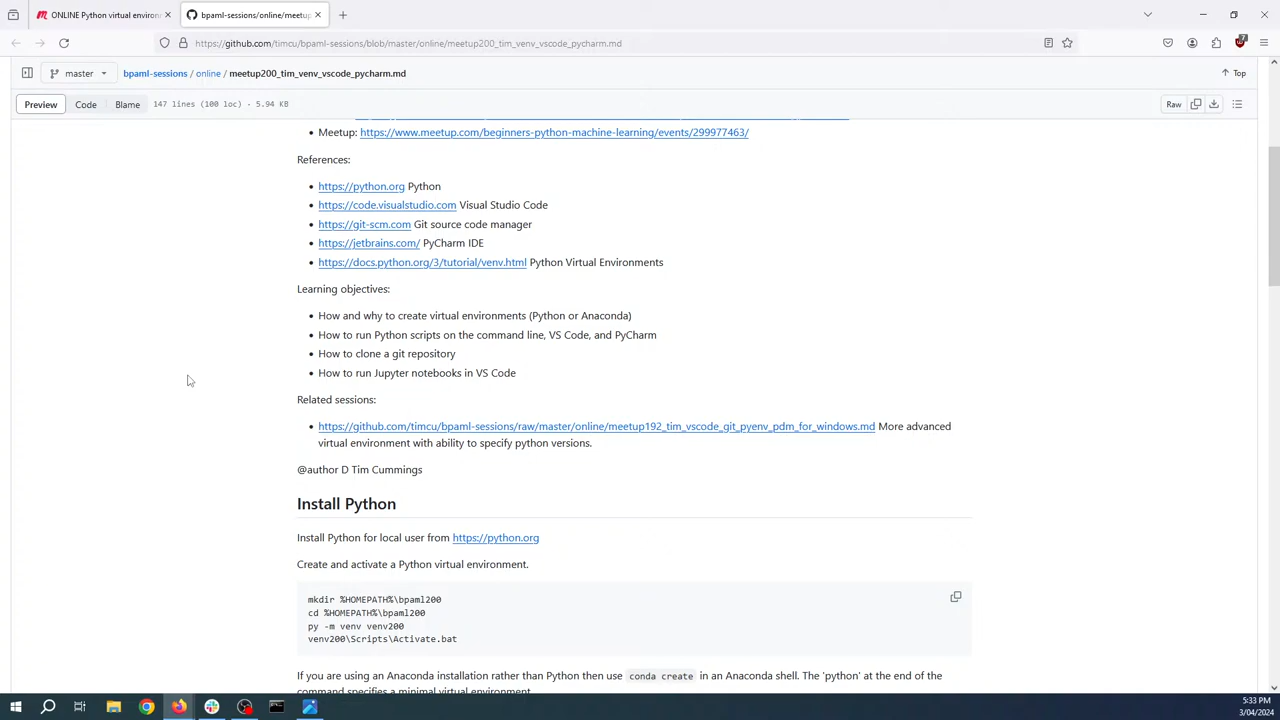 ONLINE Python virtual environ
bpaml-sessions/online/meetup
https://github.com/timcu/bpaml-sessions/blob/master/online/meetup200_tim_venv_vscode_pycharm.md
master
bpaml-sessions / online / meetup200_tim_venv_vscode_pycharm.md
Top
Preview
Code
Blame
147 lines (100 loc) · 5.94 KB
Raw
• Meetup: https://www.meetup.com/beginners-python-machine-learning/events/299977463/
References:
• https://python.org Python
• https://code.visualstudio.com Visual Studio Code
• https://git-scm.com Git source code manager
• https://jetbrains.com/ PyCharm IDE
• https://docs.python.org/3/tutorial/venv.html Python Virtual Environments
Learning objectives:
• How and why to create virtual environments (Python or Anaconda)
• How to run Python scripts on the command line, VS Code, and PyCharm
• How to clone a git repository
• How to run Jupyter notebooks in VS Code
Related sessions:
• https://github.com/timcu/bpaml-sessions/raw/master/online/meetup192_tim_vscode_git_pyenv_pdm_for_windows.md More advanced
virtual environment with ability to specify python versions.
@author D Tim Cummings
Install Python
Install Python for local user from https://python.org
Create and activate a Python virtual environment.
mkdir %HOMEPATH%\bpaml200
cd %HOMEPATH%\bpaml200
py -m venv venv200
venv200\Scripts\Activate.bat
If you are using an Anaconda installation rather than Python then use conda create in an Anaconda shell. The 'python' at the end of the
command specifies a minimal virtual environment
5:33 PM
3/04/2024